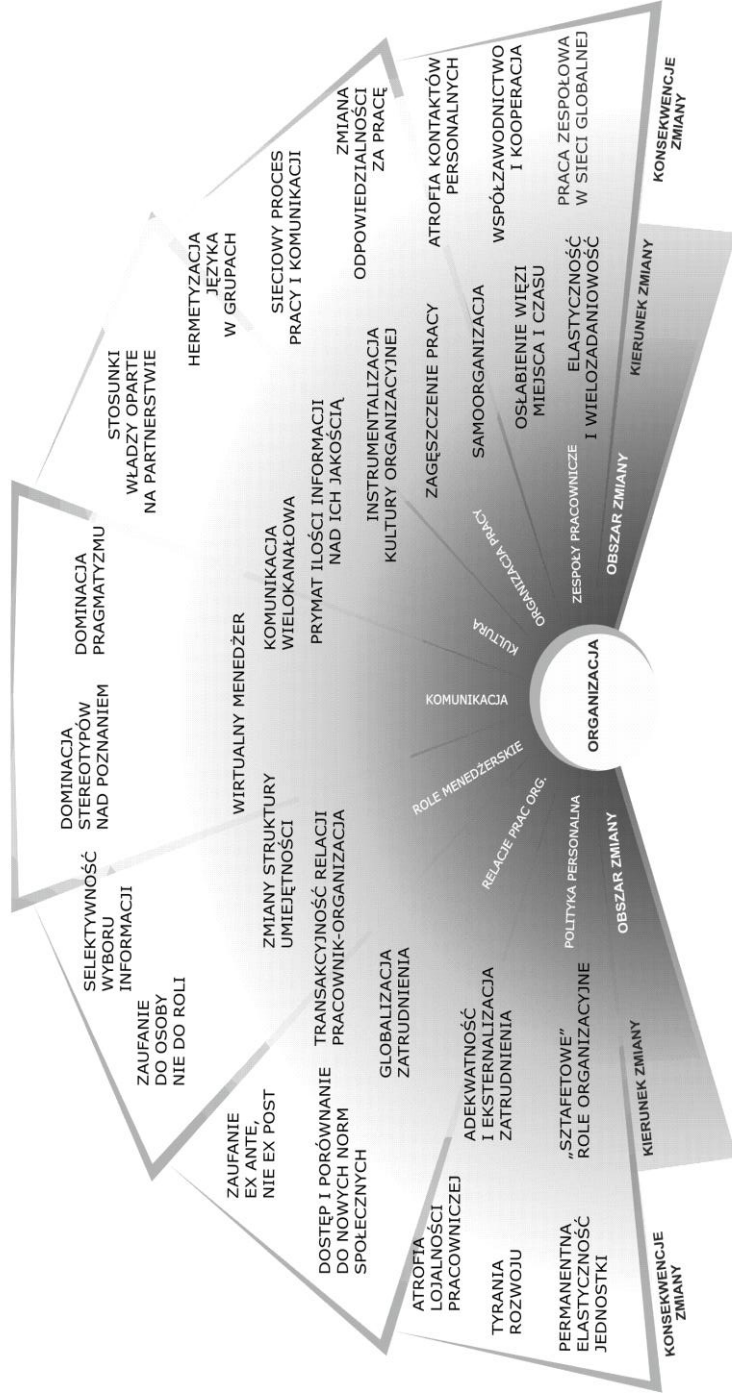 DOMINACJA
STEREOTYPÓW
NAD POZNANIEM
DOMINACJA
PRAGMATYZMU
SELEKTYWNOŚĆ
WYBORU
INFORMACJI
STOSUNKI
WŁADZY OPARTE
NA PARTNERSTWIE
ZAUFANIE
DO OSOBY
NIE DO ROLI
HERMETYZACJA
JĘZYKA
W GRUPACH
ZAUFANIE
EX ANTE,
NIE EX POST
WIRTUALNY MENEDŻER
ZMIANY STRUKTURY
UMIEJĘTNOŚCI
KOMUNIKACJA
WIELOKANAŁOWA
SIECIOWY PROCES
PRACY I KOMUNIKACJI
DOSTĘP I PORÓWNANIE
DO NOWYCH NORM
SPOŁECZNYCH
TRANSAKCYJNOŚĆ RELACJI
PRACOWNIK-ORGANIZACJA
PRYMAT ILOŚCI INFORMACJI
NAD ICH JAKOŚCIĄ
ZMIANA
ODPOWIEDZIALNOŚCI
ZA PRACĘ
GLOBALIZACJA
ZATRUDNIENIA
INSTRUMENTALIZACJA
KULTURY ORGANIZACYJNEJ
ATROFIA
LOJALNOŚCI
PRACOWNICZEJ
ZAGĘSZCZENIE PRACY
ATROFIA KONTAKTÓW
PERSONALNYCH
ADEKWATNOŚĆ
I EKSTERNALIZACJA
ZATRUDNIENIA
SAMOORGANIZACJA
TYRANIA
ROZWOJU
WSPÓŁZAWODNICTWO
I KOOPERACJA
OSŁABIENIE WIĘZI
MIEJSCA I CZASU
PERMANENTNĄ
ELASTYCZNOŚĆ
JEDNOSTKI
„SZTAFETOWE”
ROLE ORGANIZACYJNE
ELASTYCZNOŚĆ
I WIELOZADANIOWOŚĆ
PRACA ZESPOŁOWA
W SIECI GLOBALNEJ
POLITYKA PERSONALNA
RELACJE PRAC ORG.
ROLE MENEDŻERSKIE
KOMUNIKACJA
KULTURA
ORGANIZACJA PRACY
ZESPOŁY PRACOWNICZE
ORGANIZACJA
KONSEKWENCJE
ZMIANY
KIERUNEK ZMIANY
OBSZAR ZMIANY
OBSZAR ZMIANY
KIERUNEK ZMIANY
KONSEKWENCJE
ZMIANY